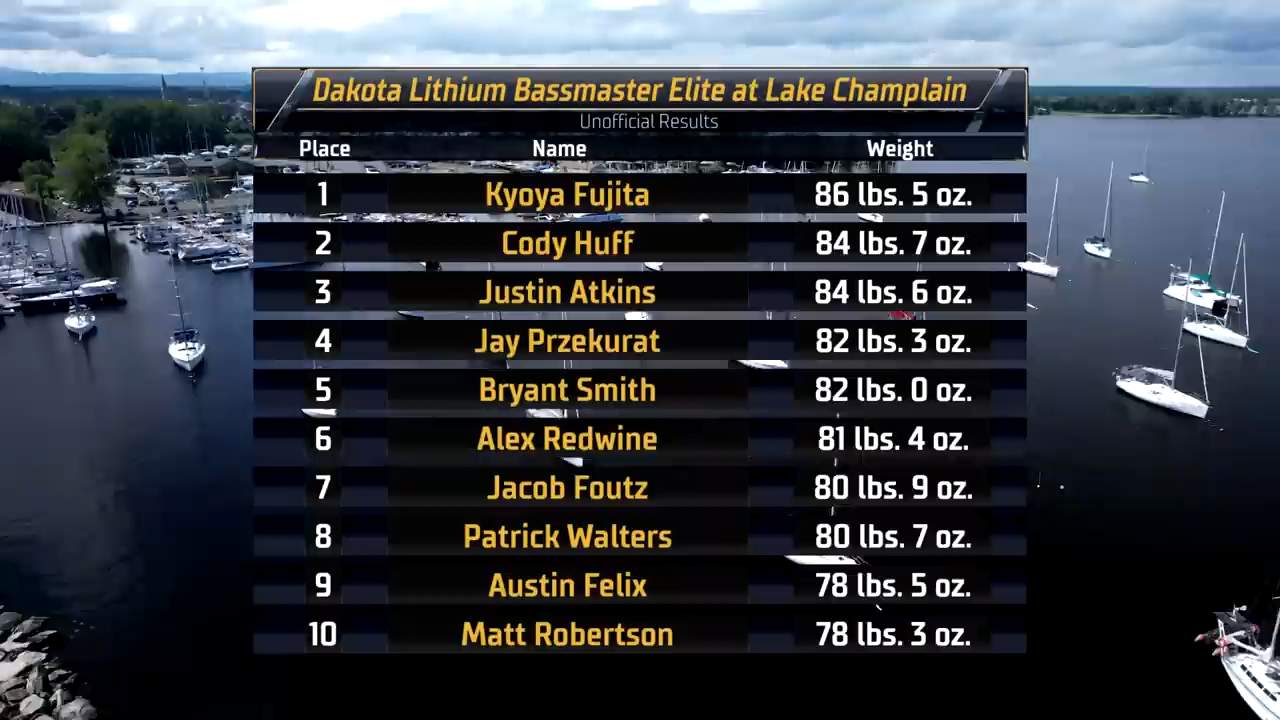 Dakota Lithium Bassmaster Elite at Lake Champlain
Unofficial Results
Place Name Weight
1 Kyoya Fujita 86 lbs. 5 oz.
2 Cody Huff 84 lbs. 7 oz.
3 Justin Atkins 84 lbs. 6 oz.
4 Jay Przekurat 82 lbs. 3 oz.
5 Bryant Smith 82 lbs. 0 oz.
6 Alex Redwine 81 lbs. 4 oz.
7 Jacob Foutz 80 lbs. 9 oz.
8 Patrick Walters 80 lbs. 7 oz.
9 Austin Felix 78 lbs. 5 oz.
10 Matt Robertson 78 lbs. 3 oz.